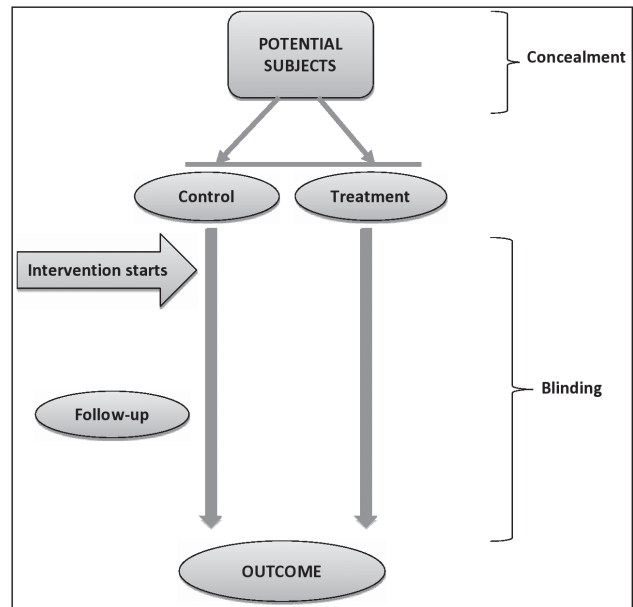 POTENTIAL
SUBJECTS
Concealment
Control
Treatment
Intervention starts
Follow-up
Blinding
OUTCOME